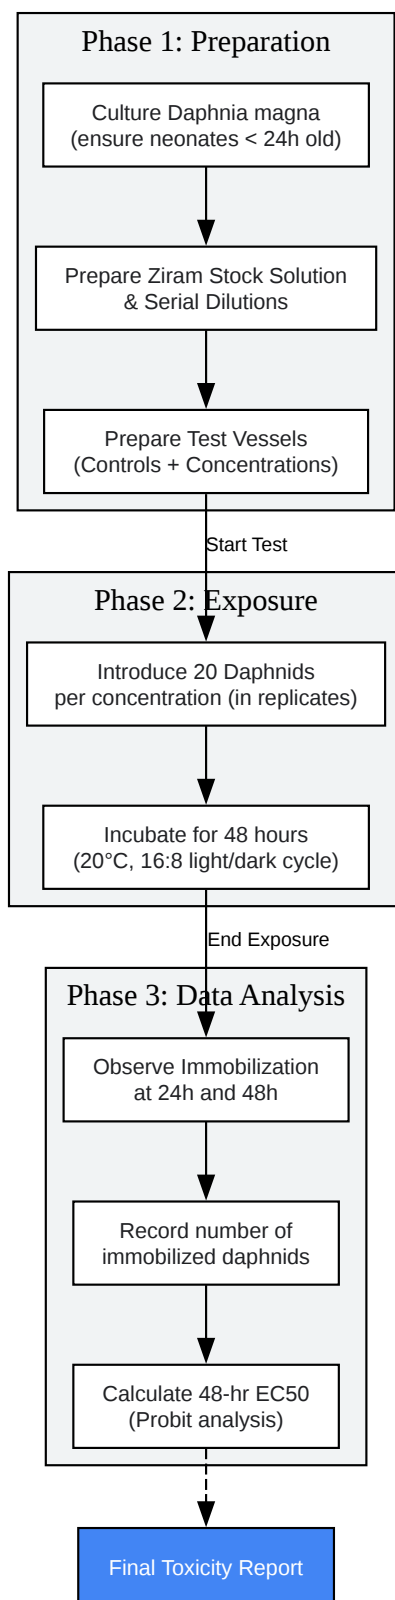 Phase 1: Preparation
Culture Daphnia magna
(ensure neonates < 24h old)
Prepare Ziram Stock Solution
& Serial Dilutions
Prepare Test Vessels
(Controls + Concentrations)
Start Test
Phase 2: Exposure
Introduce 20 Daphnids
per concentration (in replicates)
Incubate for 48 hours
(20°C, 16:8 light/dark cycle)
End Exposure
Phase 3: Data Analysis
Observe Immobilization
at 24h and 48h
Record number of
immobilized daphnids
Calculate 48-hr EC50
(Probit analysis)
Final Toxicity Report